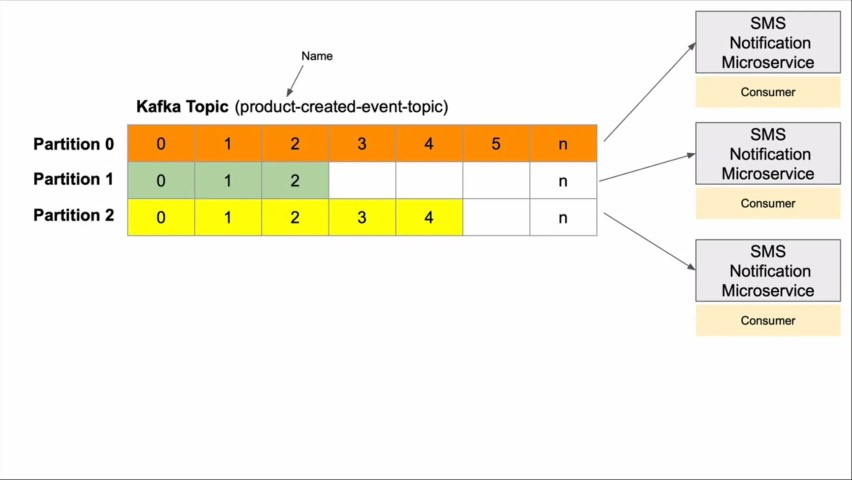 Name
Kafka Topic (product-created-event-topic)
Partition 0 0 1 2 3 4 5 n
Partition 1 0 1 2 n
Partition 2 0 1 2 3 4 n
SMS
Notification
Microservice
Consumer
SMS
Notification
Microservice
Consumer
SMS
Notification
Microservice
Consumer